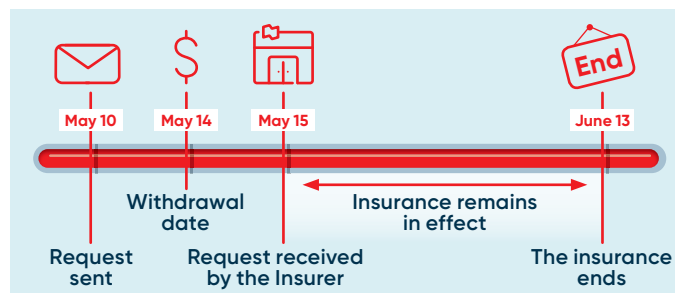 $
End
May 10
May 14
May 15
June 13
Withdrawal
date
Insurance remains
in effect
Request
sent
Request received
by the Insurer
The insurance
ends